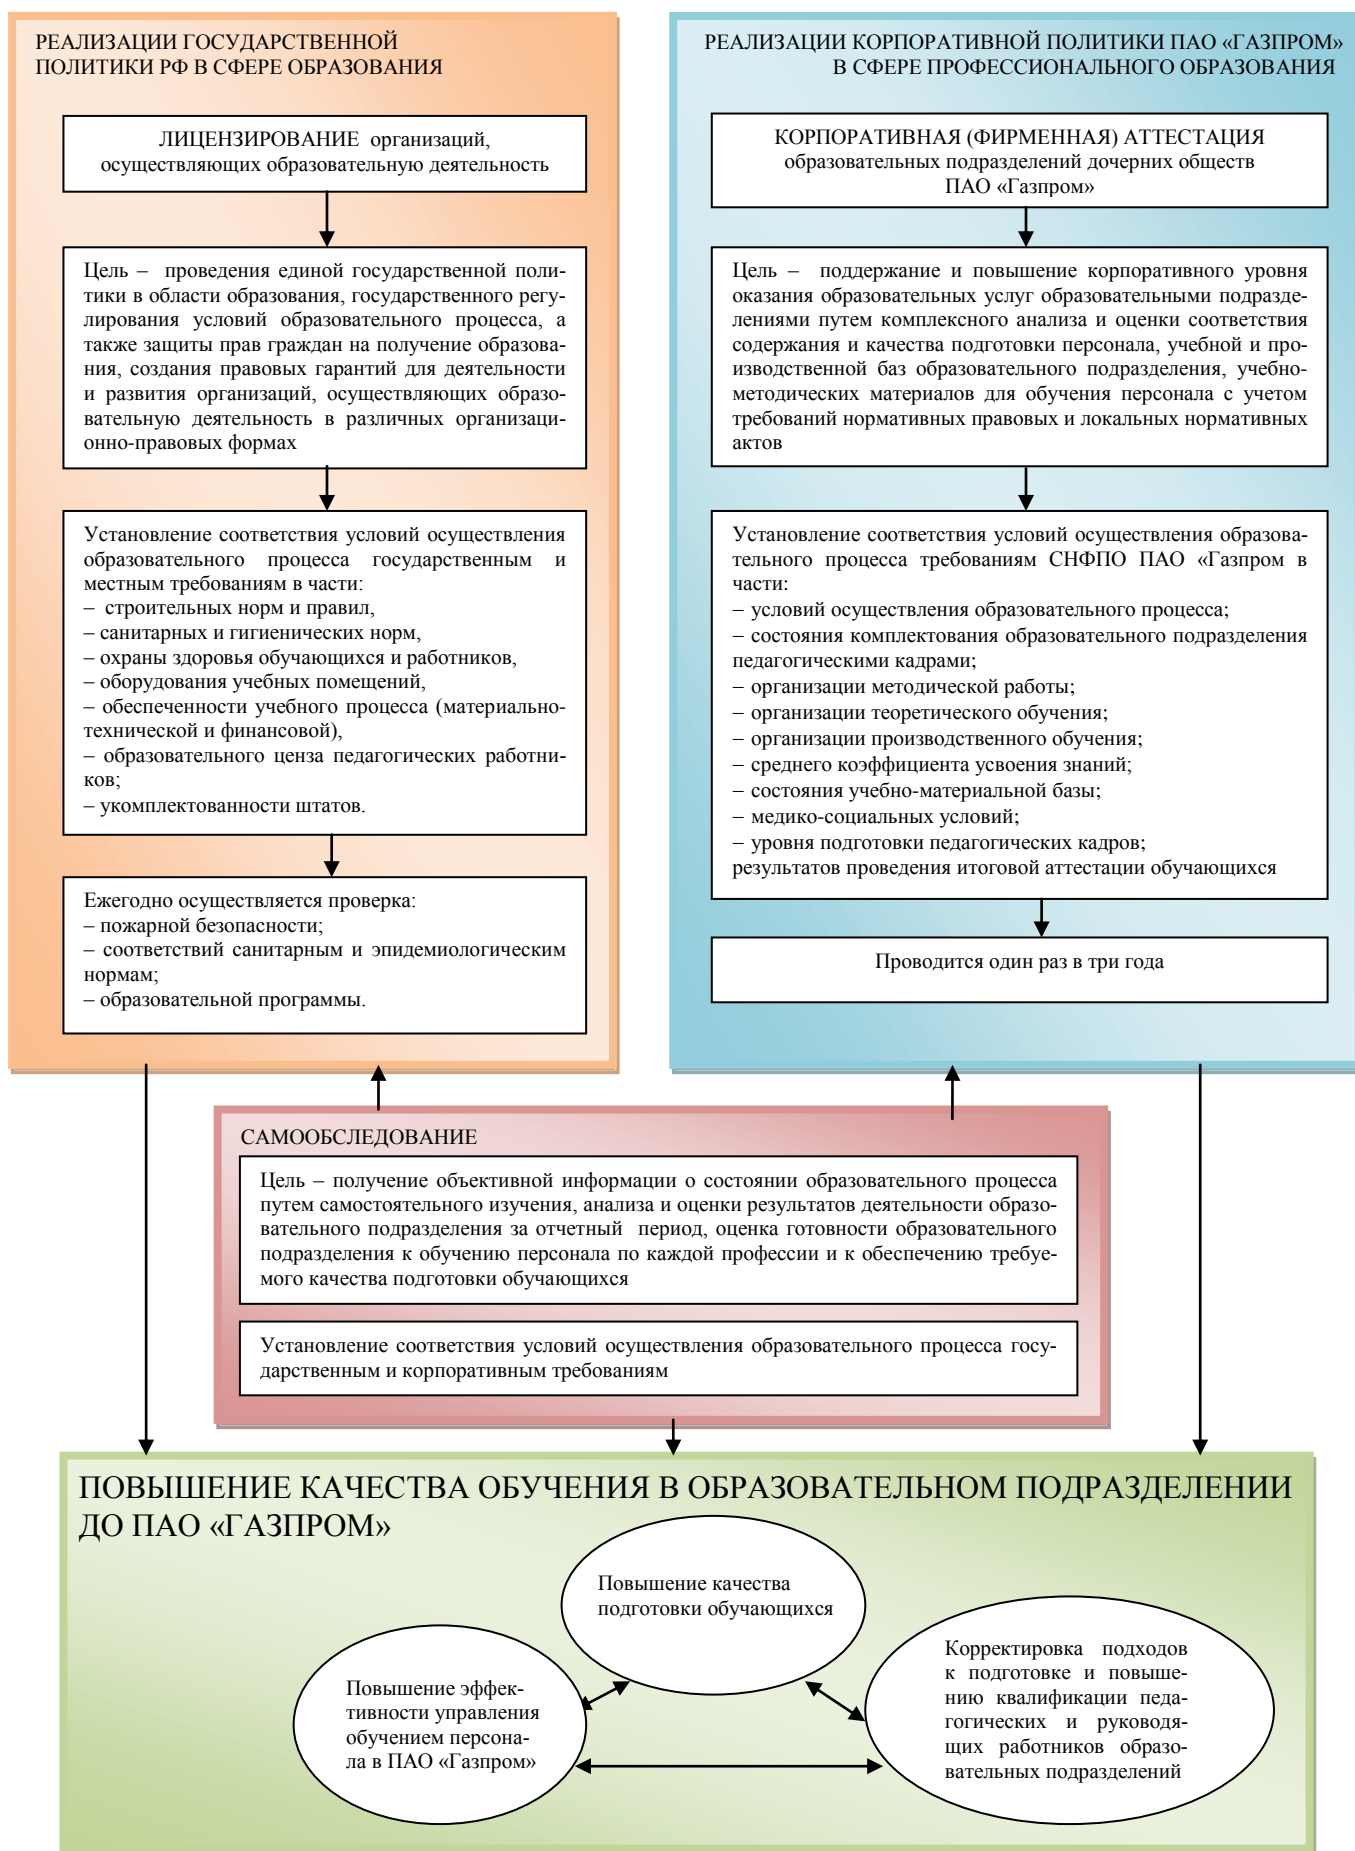 РЕАЛИЗАЦИИ ГОСУДАРСТВЕННОЙ
ПОЛИТИКИ РФ В СФЕРЕ ОБРАЗОВАНИЯ
ЛИЦЕНЗИРОВАНИЕ организаций,
осуществляющих образовательную деятельность
Цель – проведения единой государственной поли-
тики в области образования, государственного регу-
лирования условий образовательного процесса, а
также защиты прав граждан на получение образова-
ния, создания правовых гарантий для деятельности
и развития организаций, осуществляющих образо-
вательную деятельность в различных организаци-
онно-правовых формах
Установление соответствия условий осуществления
образовательного процесса государственным и
местным требованиям в части:
– строительных норм и правил,
– санитарных и гигиенических норм,
– охраны здоровья обучающихся и работников,
– оборудования учебных помещений,
– обеспеченности учебного процесса (материально-
технической и финансовой),
– образовательного ценза педагогических работни-
ков;
– укомплектованности штатов.
Ежегодно осуществляется проверка:
– пожарной безопасности;
– соответствий санитарным и эпидемиологическим
нормам;
– образовательной программы.
РЕАЛИЗАЦИИ КОРПОРАТИВНОЙ ПОЛИТИКИ ПАО «ГАЗПРОМ»
В СФЕРЕ ПРОФЕССИОНАЛЬНОГО ОБРАЗОВАНИЯ
КОРПОРАТИВНАЯ (ФИРМЕННАЯ) АТТЕСТАЦИЯ
образовательных подразделений дочерних обществ
ПАО «Газпром»
Цель – поддержание и повышение корпоративного уровня
оказания образовательных услуг образовательными подразде-
лениями путем комплексного анализа и оценки соответствия
содержания и качества подготовки персонала, учебной и про-
изводственной баз образовательного подразделения, учебно-
методических материалов для обучения персонала с учетом
требований нормативных правовых и локальных нормативных
актов
Установление соответствия условий осуществления образова-
тельного процесса требованиям СНФПО ПАО «Газпром в
части:
– условий осуществления образовательного процесса;
– состояния комплектования образовательного подразделения
педагогическими кадрами;
– организации методической работы;
– организации теоретического обучения;
– организации производственного обучения;
– среднего коэффициента усвоения знаний;
– состояния учебно-материальной базы;
– медико-социальных условий;
– уровня подготовки педагогических кадров;
результатов проведения итоговой аттестации обучающихся
Проводится один раз в три года
САМООБСЛЕДОВАНИЕ
Цель – получение объективной информации о состоянии образовательного процесса
путем самостоятельного изучения, анализа и оценки результатов деятельности образо-
вательного подразделения за отчетный период, оценка готовности образовательного
подразделения к обучению персонала по каждой профессии и к обеспечению требуе-
мого качества подготовки обучающихся
Установление соответствия условий осуществления образовательного процесса госу-
дарственным и корпоративным требованиям
ПОВЫШЕНИЕ КАЧЕСТВА ОБУЧЕНИЯ В ОБРАЗОВАТЕЛЬНОМ ПОДРАЗДЕЛЕНИИ
ДО ПАО «ГАЗПРОМ»
Повышение качества
подготовки обучающихся
Повышение эффек-
тивности управления
обучением персона-
ла в ПАО «Газпром»
Корректировка подходов
к подготовке и повыше-
нию квалификации педа-
гогических и руководя-
щих работников образо-
вательных подразделений